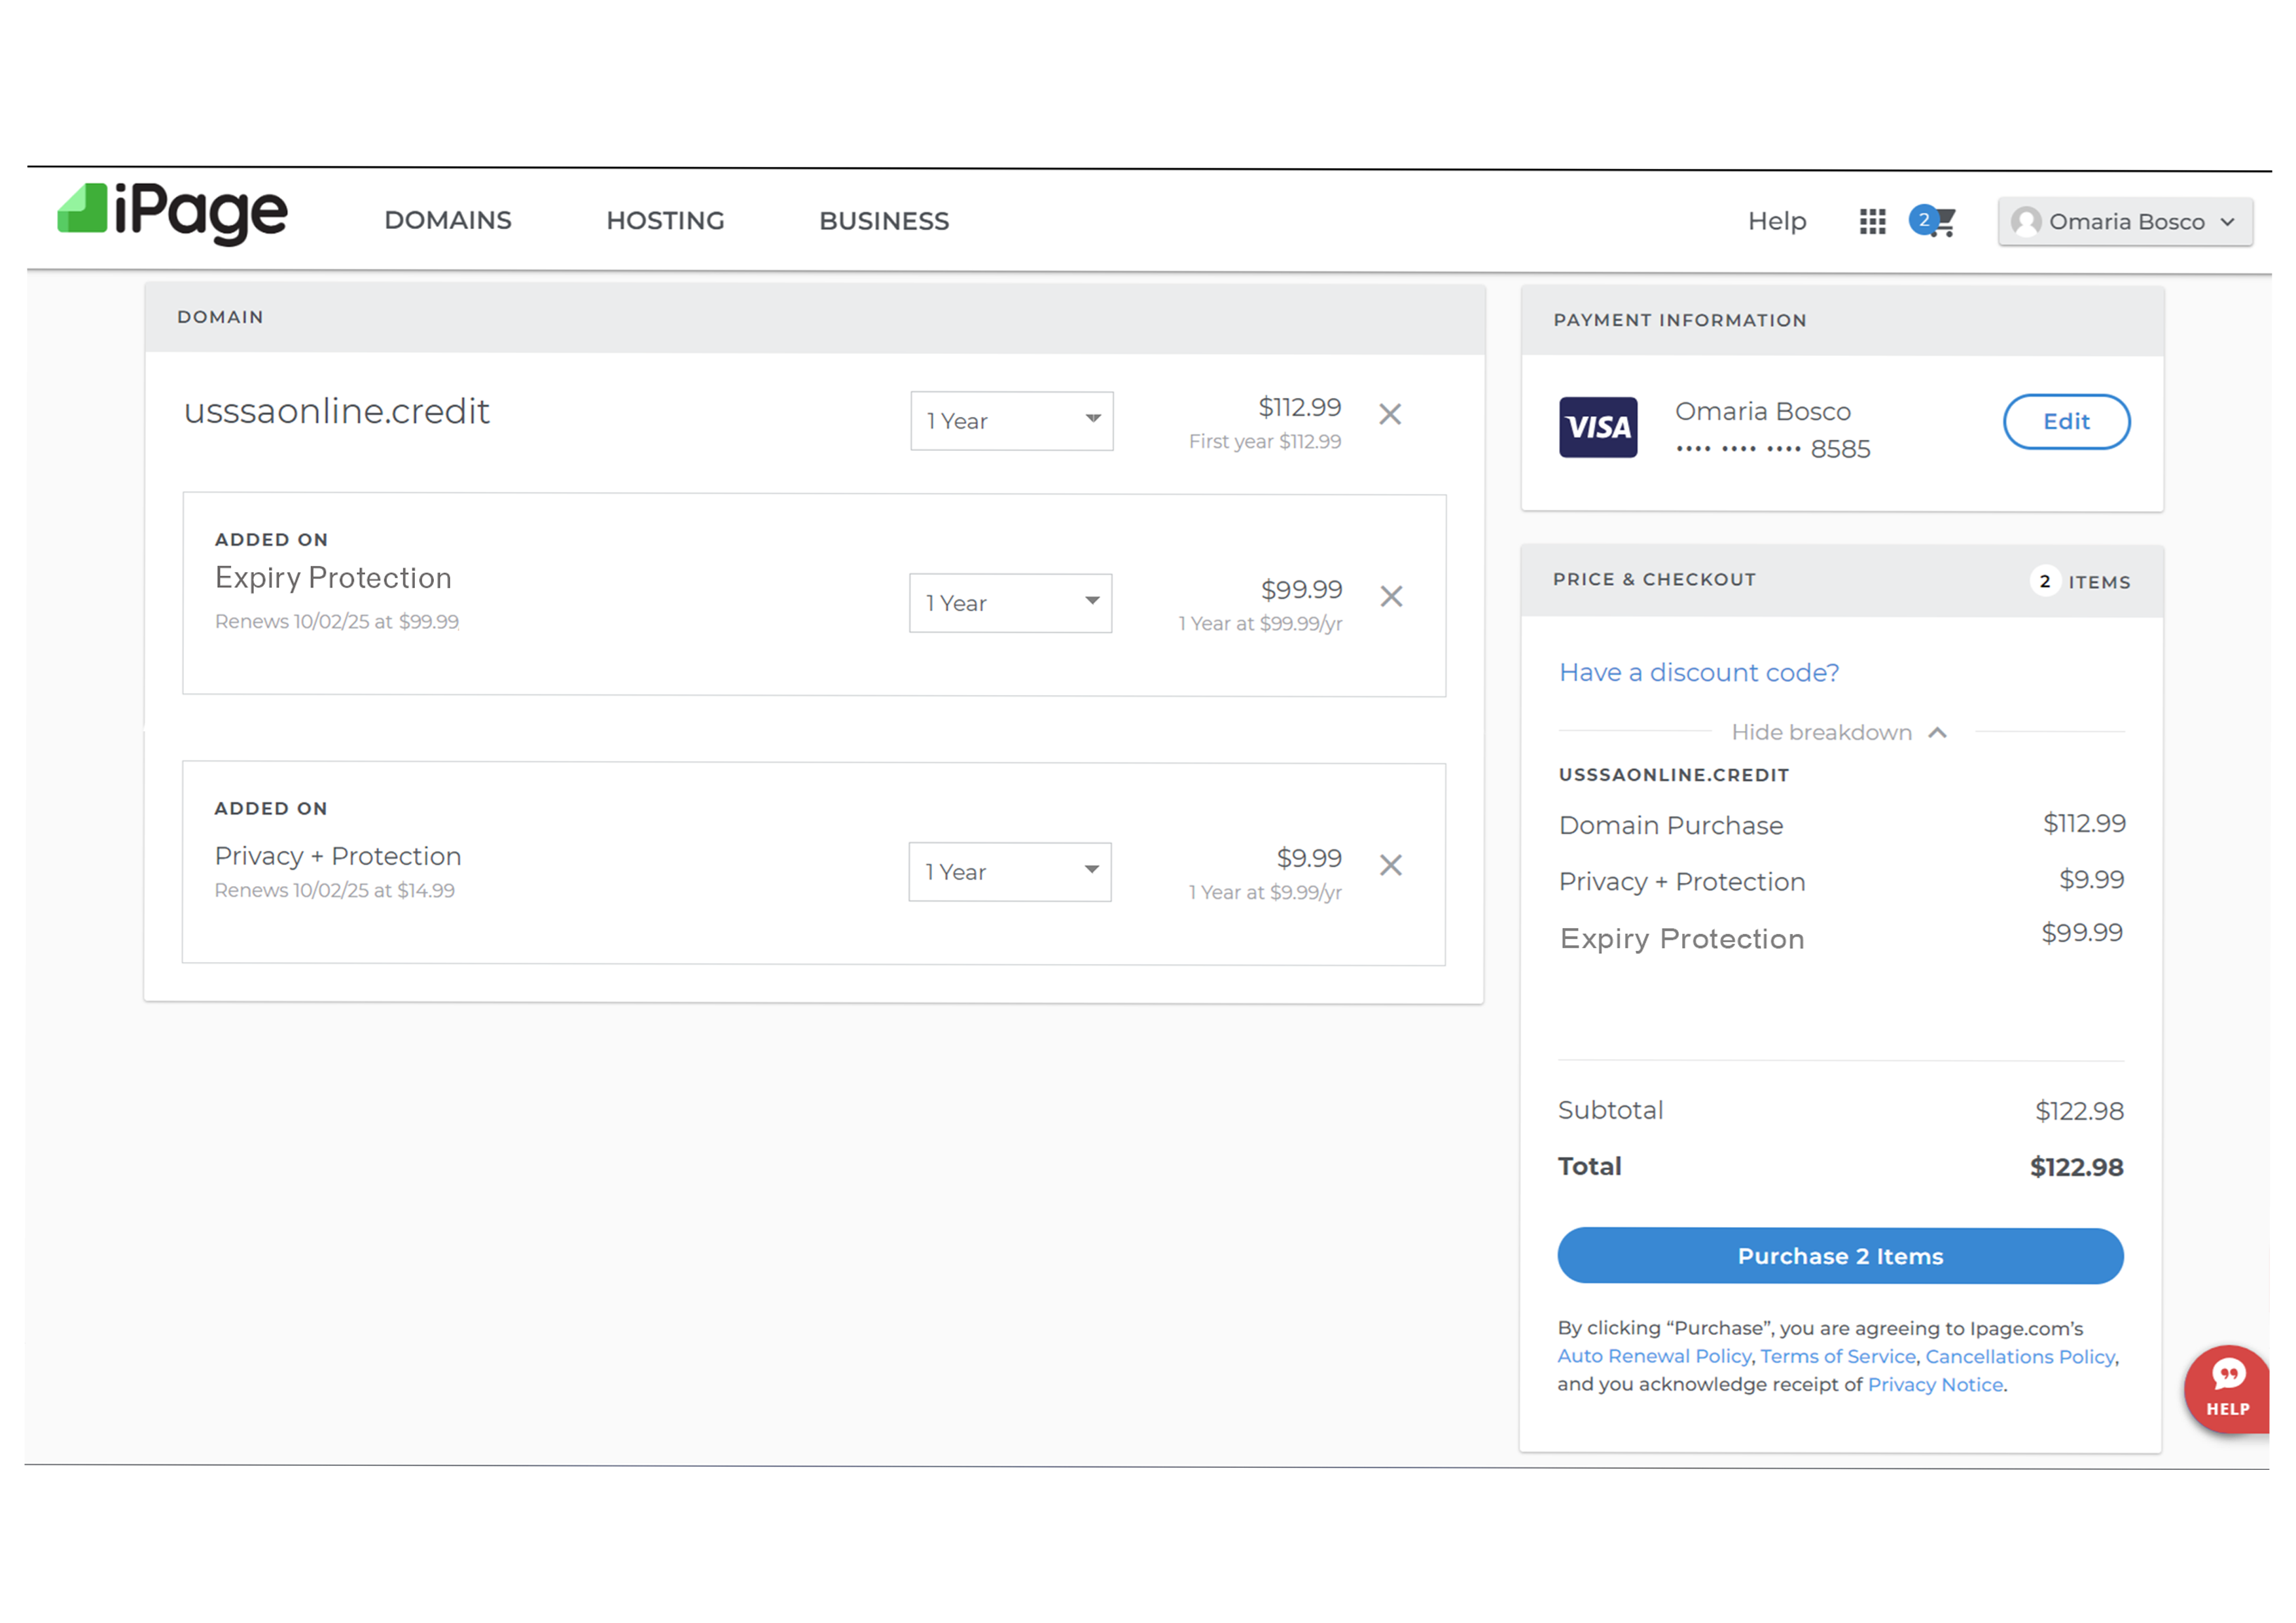 iPage
DOMAINS
HOSTING
BUSINESS
Help
2
Omaria Bosco
DOMAIN
usssaonline.credit
1 Year
$112.99
First year $112.99
ADDED ON
Expiry Protection
Renews 10/02/25 at $99.99
1 Year
$99.99
1 Year at $99.99/yr
ADDED ON
Privacy + Protection
Renews 10/02/25 at $14.99
1 Year
$9.99
1 Year at $9.99/yr
PAYMENT INFORMATION
VISA
Omaria Bosco
•••• •••• •••• 8585
Edit
PRICE & CHECKOUT
2 ITEMS
Have a discount code?
Hide breakdown
USSSAONLINE.CREDIT
Domain Purchase $112.99
Privacy + Protection $9.99
Expiry Protection $99.99
Subtotal $122.98
Total $122.98
Purchase 2 Items
By clicking “Purchase”, you are agreeing to Ipage.com’s
Auto Renewal Policy, Terms of Service, Cancellations Policy,
and you acknowledge receipt of Privacy Notice.
HELP